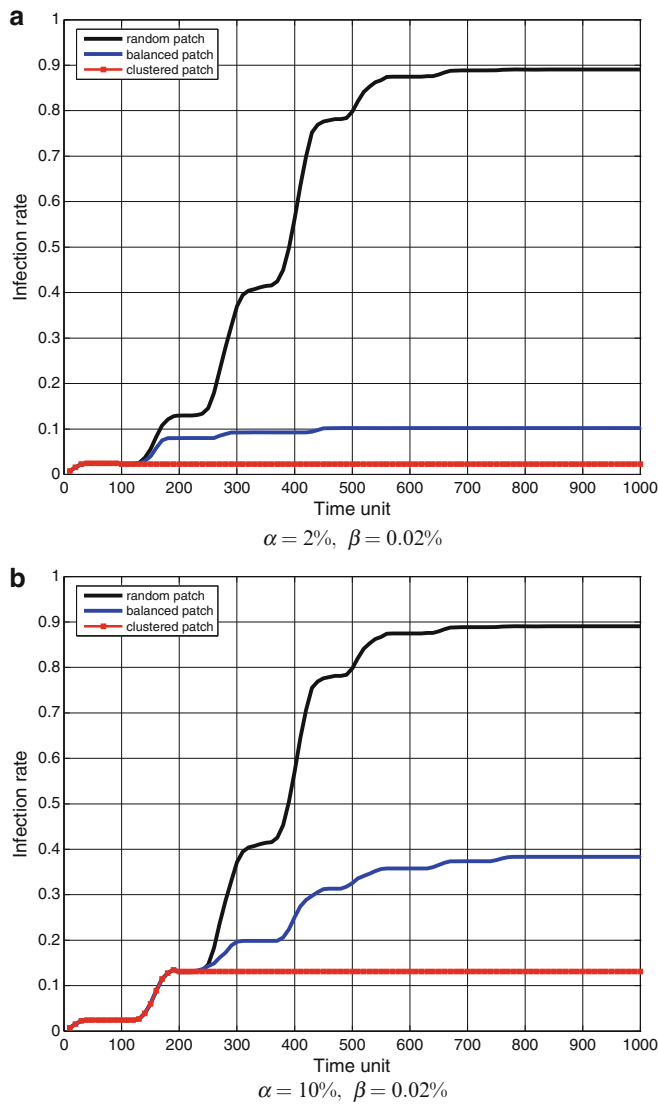 a
random patch
balanced patch
clustered patch
Infection rate
1
0.9
0.8
0.7
0.6
0.5
0.4
0.3
0.2
0.1
0
0 100 200 300 400 500 600 700 800 900 1000
Time unit
α = 2%, β = 0.02%
b
random patch
balanced patch
clustered patch
Infection rate
1
0.9
0.8
0.7
0.6
0.5
0.4
0.3
0.2
0.1
0
0 100 200 300 400 500 600 700 800 900 1000
Time unit
α = 10%, β = 0.02%